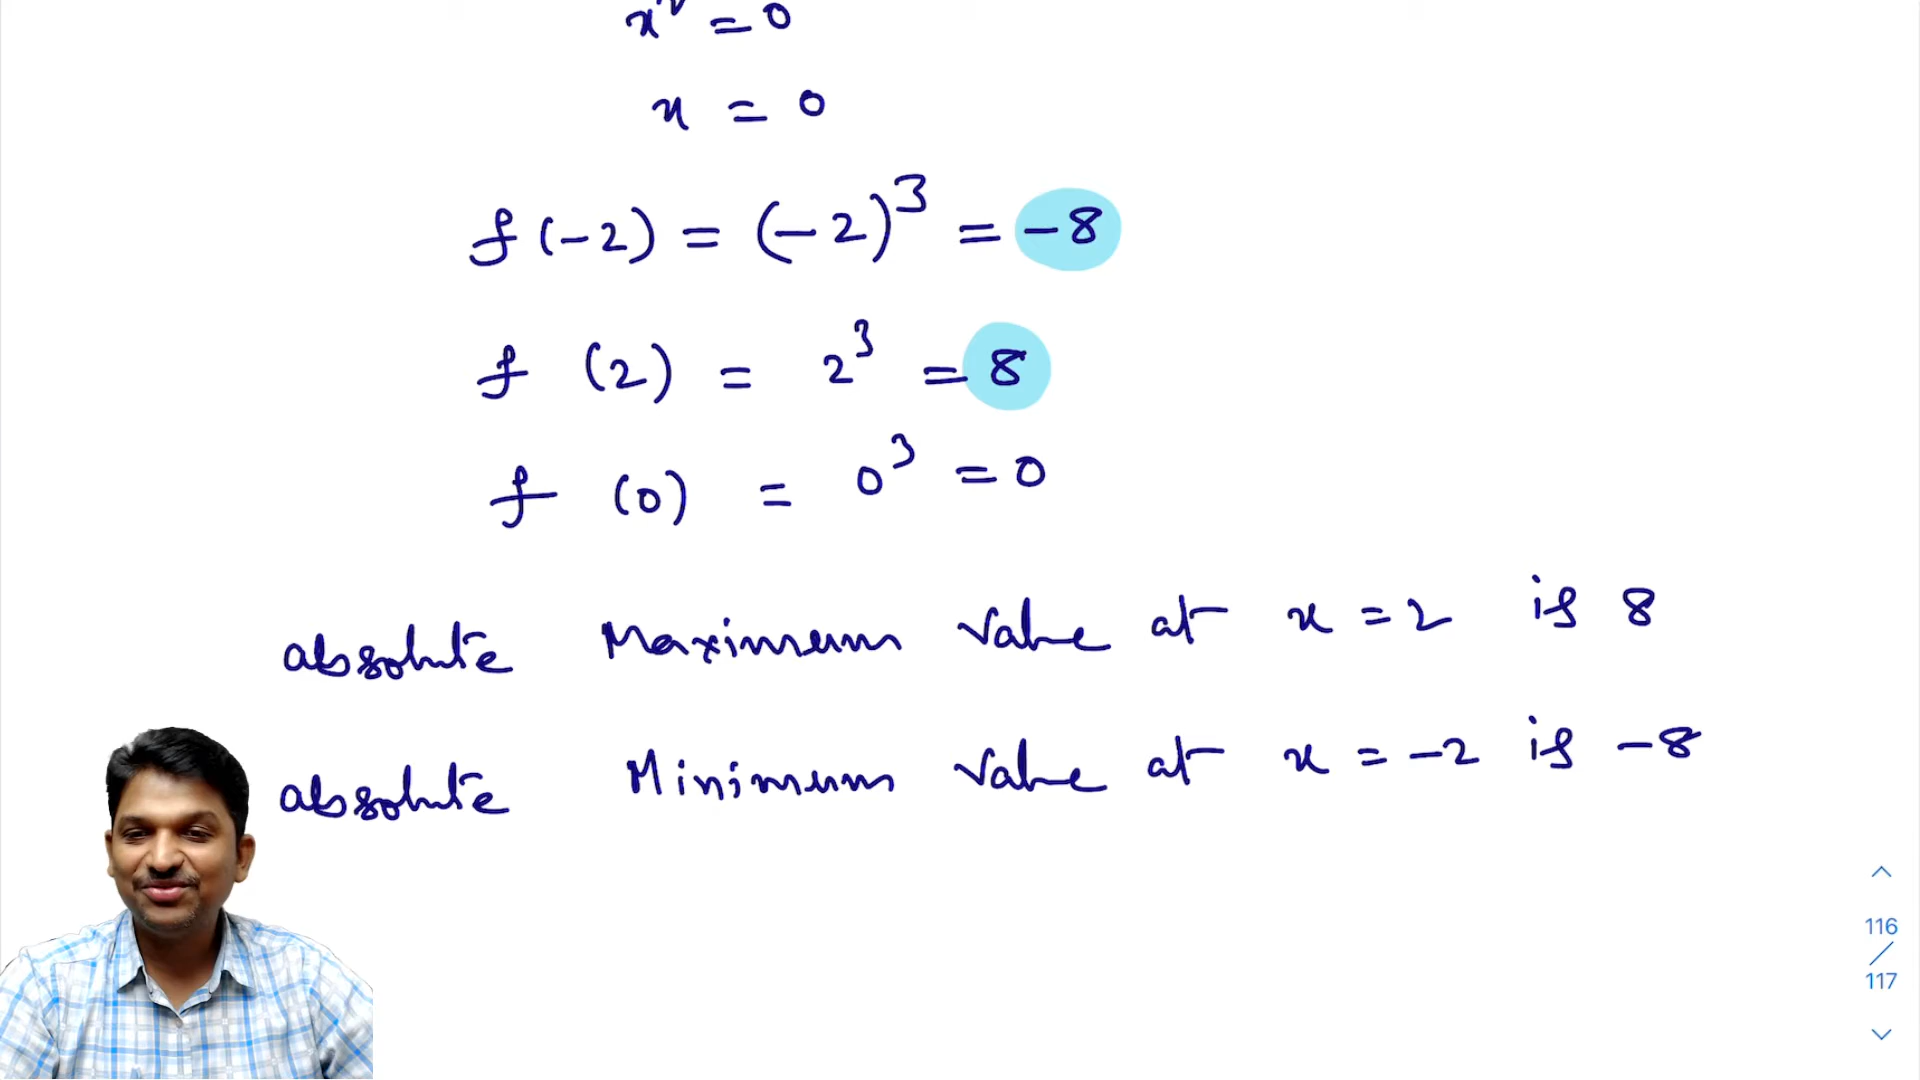 x² = 0
x = 0
f(-2) = (-2)³ = -8
f (2) = 2³ = 8
f (0) = 0³ = 0
absolute Maximum value at x = 2 is 8
absolute Minimum value at x = -2 is -8
116
/
117